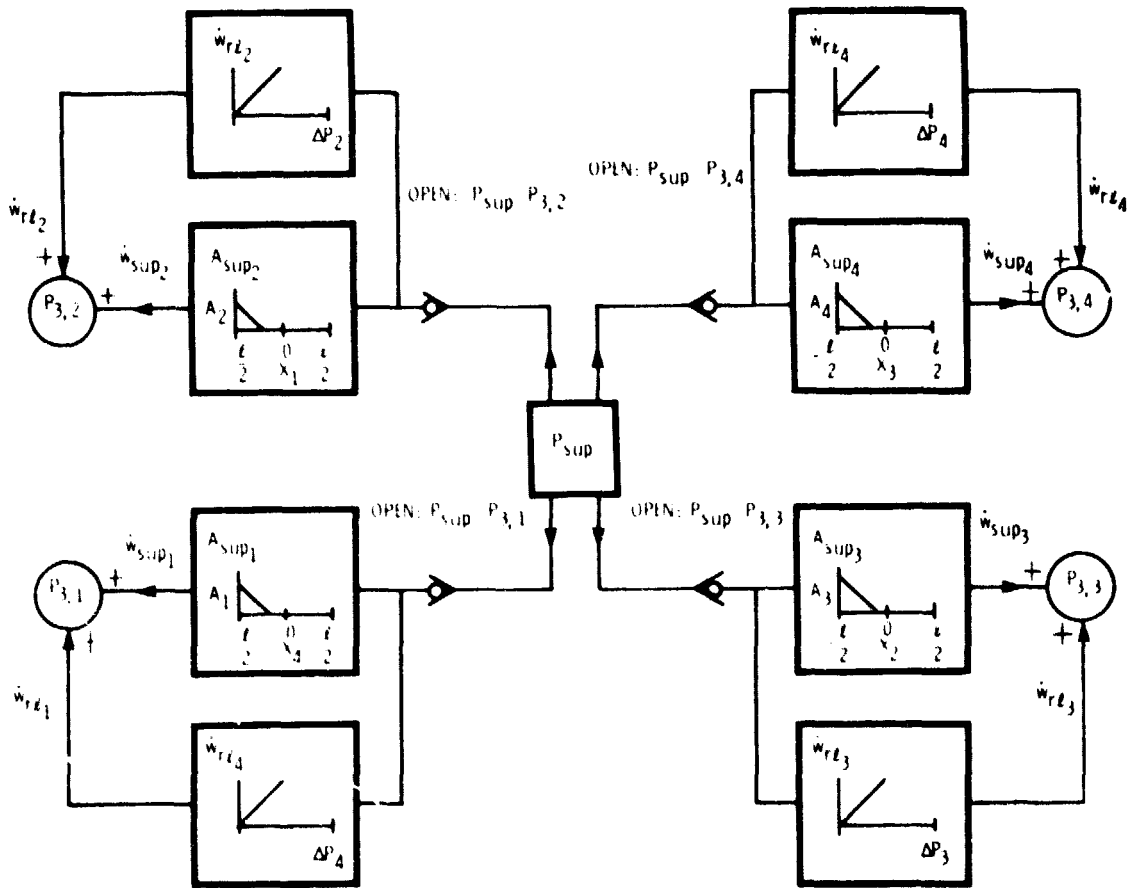 ẇrℓ2
ΔP2
ẇrℓ2
OPEN: Psup P3,2
+
ẇsup2
+
P3,2
Asup2
A2
ℓ 0 ℓ
2 X1 2
ẇrℓ4
ΔP4
OPEN: Psup P3,4
ẇrℓ4
Asup4
A4
- ℓ 0 ℓ
2 X3 2
ẇsup4
+
+
P3,4
Psup
OPEN: Psup P3,1
ẇsup1
+
P3,1
+
Asup1
A1
ℓ 0 ℓ
2 X4 2
ẇrℓ1
ẇrℓ4
ΔP4
OPEN: Psup P3,3
Asup3
A3
- ℓ 0 ℓ
2 X2 2
ẇsup3
+
P3,3
+
ẇrℓ3
ẇrℓ3
ΔP3